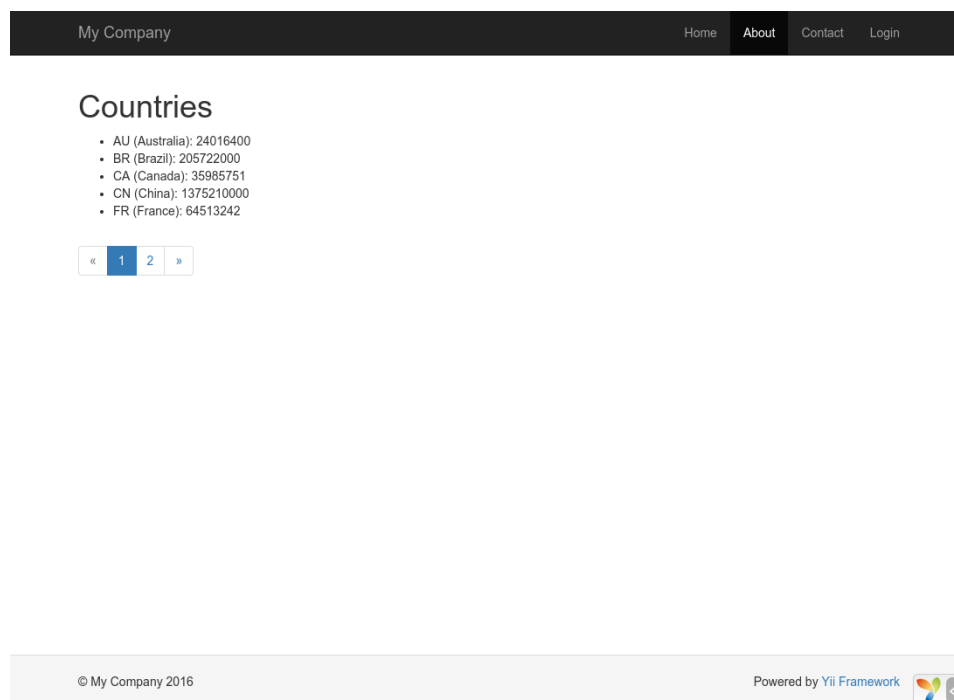 My Company Home About Contact Login
Countries
• AU (Australia): 24016400
• BR (Brazil): 205722000
• CA (Canada): 35985751
• CN (China): 1375210000
• FR (France): 64513242
« 1 2 »
© My Company 2016 Powered by Yii Framework